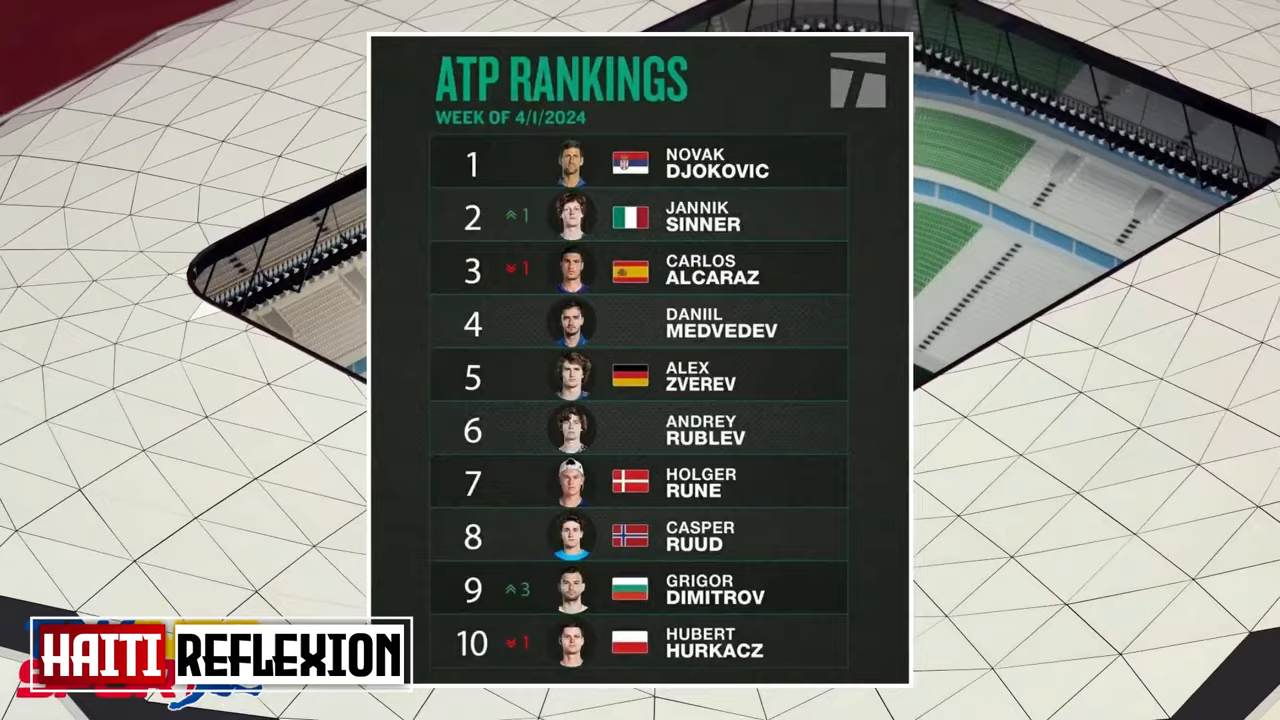 ATP RANKINGS
WEEK OF 4/1/2024
1
NOVAK
DJOKOVIC
2 1
JANNIK
SINNER
3 1
CARLOS
ALCARAZ
4
DANIIL
MEDVEDEV
5
ALEX
ZVEREV
6
ANDREY
RUBLEV
7
HOLGER
RUNE
8
CASPER
RUUD
9 3
GRIGOR
DIMITROV
10 1
HUBERT
HURKACZ
HAITI REFLEXION